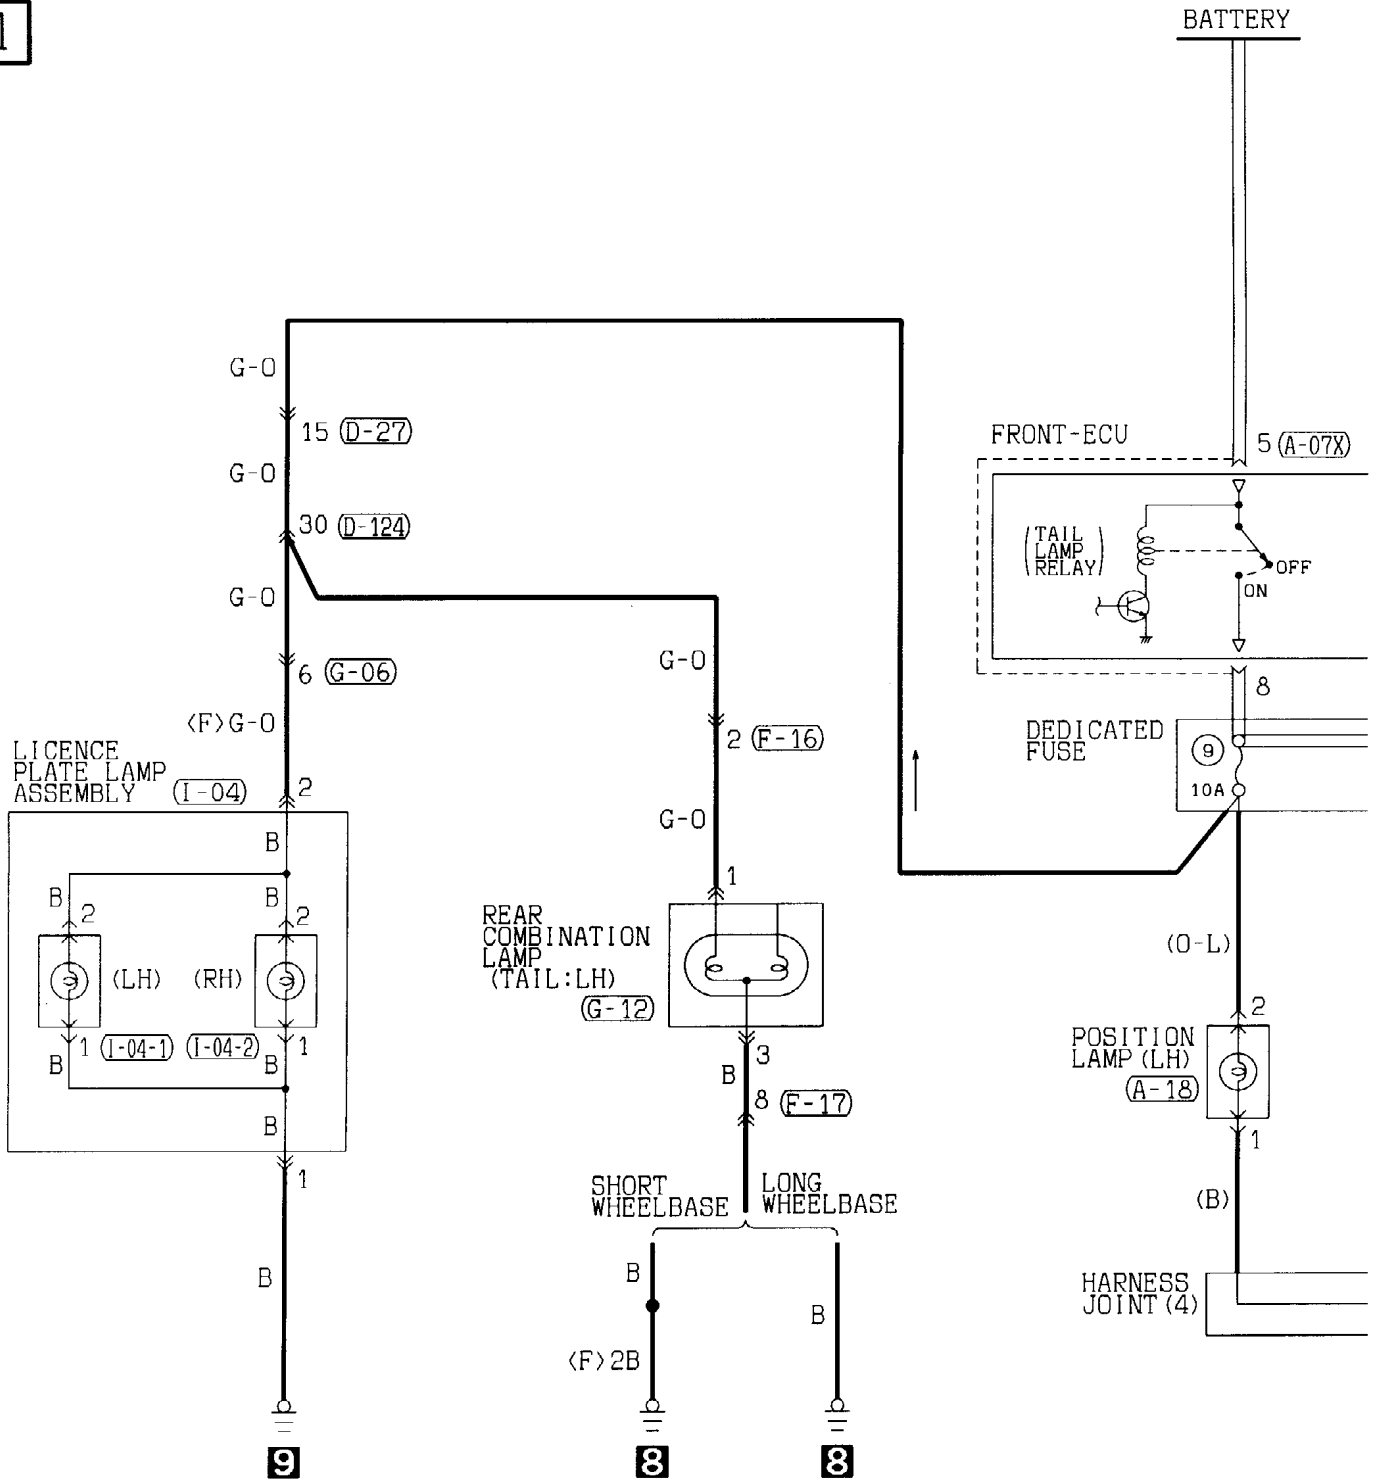 1
BATTERY
G-O
15 (D-27)
G-O
30 (D-124)
G-O
6 (G-06)
<F>G-O
LICENCE
PLATE LAMP
ASSEMBLY
(I-04)
2
B
B
B
2
2
(LH)
(RH)
1 (I-04-1)
(I-04-2) 1
B
B
B
1
B
9
G-O
2 (F-16)
G-O
1
REAR
COMBINATION
LAMP
(TAIL:LH)
(G-12)
3
B
8 (F-17)
SHORT
WHEELBASE
LONG
WHEELBASE
B
<F>2B
B
8
8
FRONT-ECU
5 (A-07X)
(TAIL
LAMP
RELAY)
OFF
ON
8
DEDICATED
FUSE
9
10A
(O-L)
2
POSITION
LAMP(LH)
(A-18)
1
(B)
HARNESS
JOINT(4)